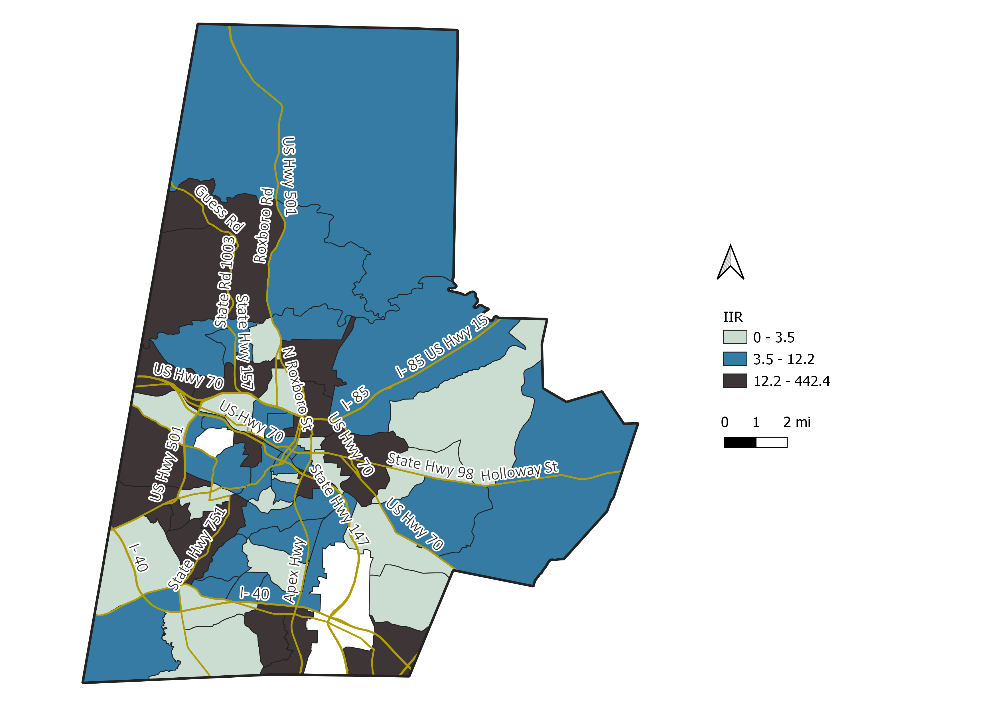 US Hwy 501
Guess Rd
Roxboro Rd
State Rd 1003
State Hwy 157
I- 85 US Hwy 15
N Roxboro St
US Hwy 70
I- 85
US Hwy 70
US Hwy 70
US Hwy 501
State Hwy 98
Holloway St
State Hwy 147
US Hwy 70
State Hwy 751
I- 40
Apex Hwy
I- 40
IIR
0 - 3.5
3.5 - 12.2
12.2 - 442.4
0 1 2 mi